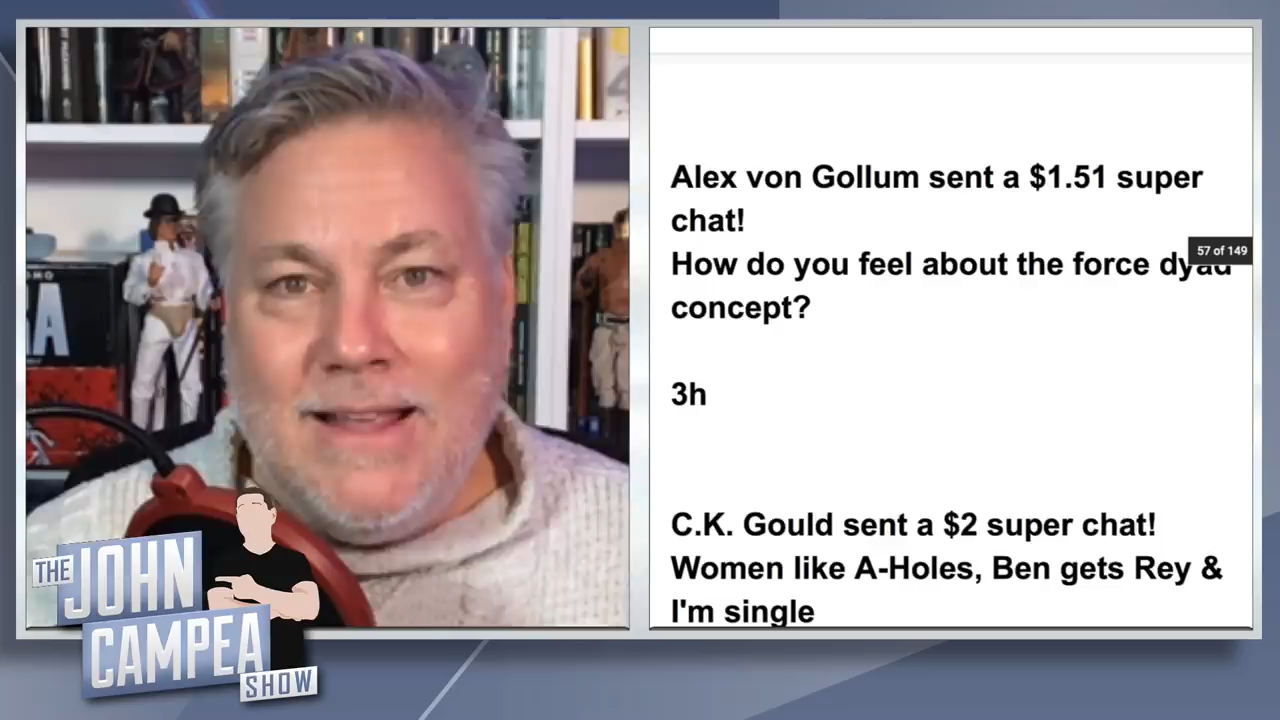 Alex von Gollum sent a $1.51 super
chat!
How do you feel about the force dyad
concept?
57 of 149
3h
C.K. Gould sent a $2 super chat!
Women like A-Holes, Ben gets Rey &
I'm single
THE
JOHN
CAMPEA
SHOW